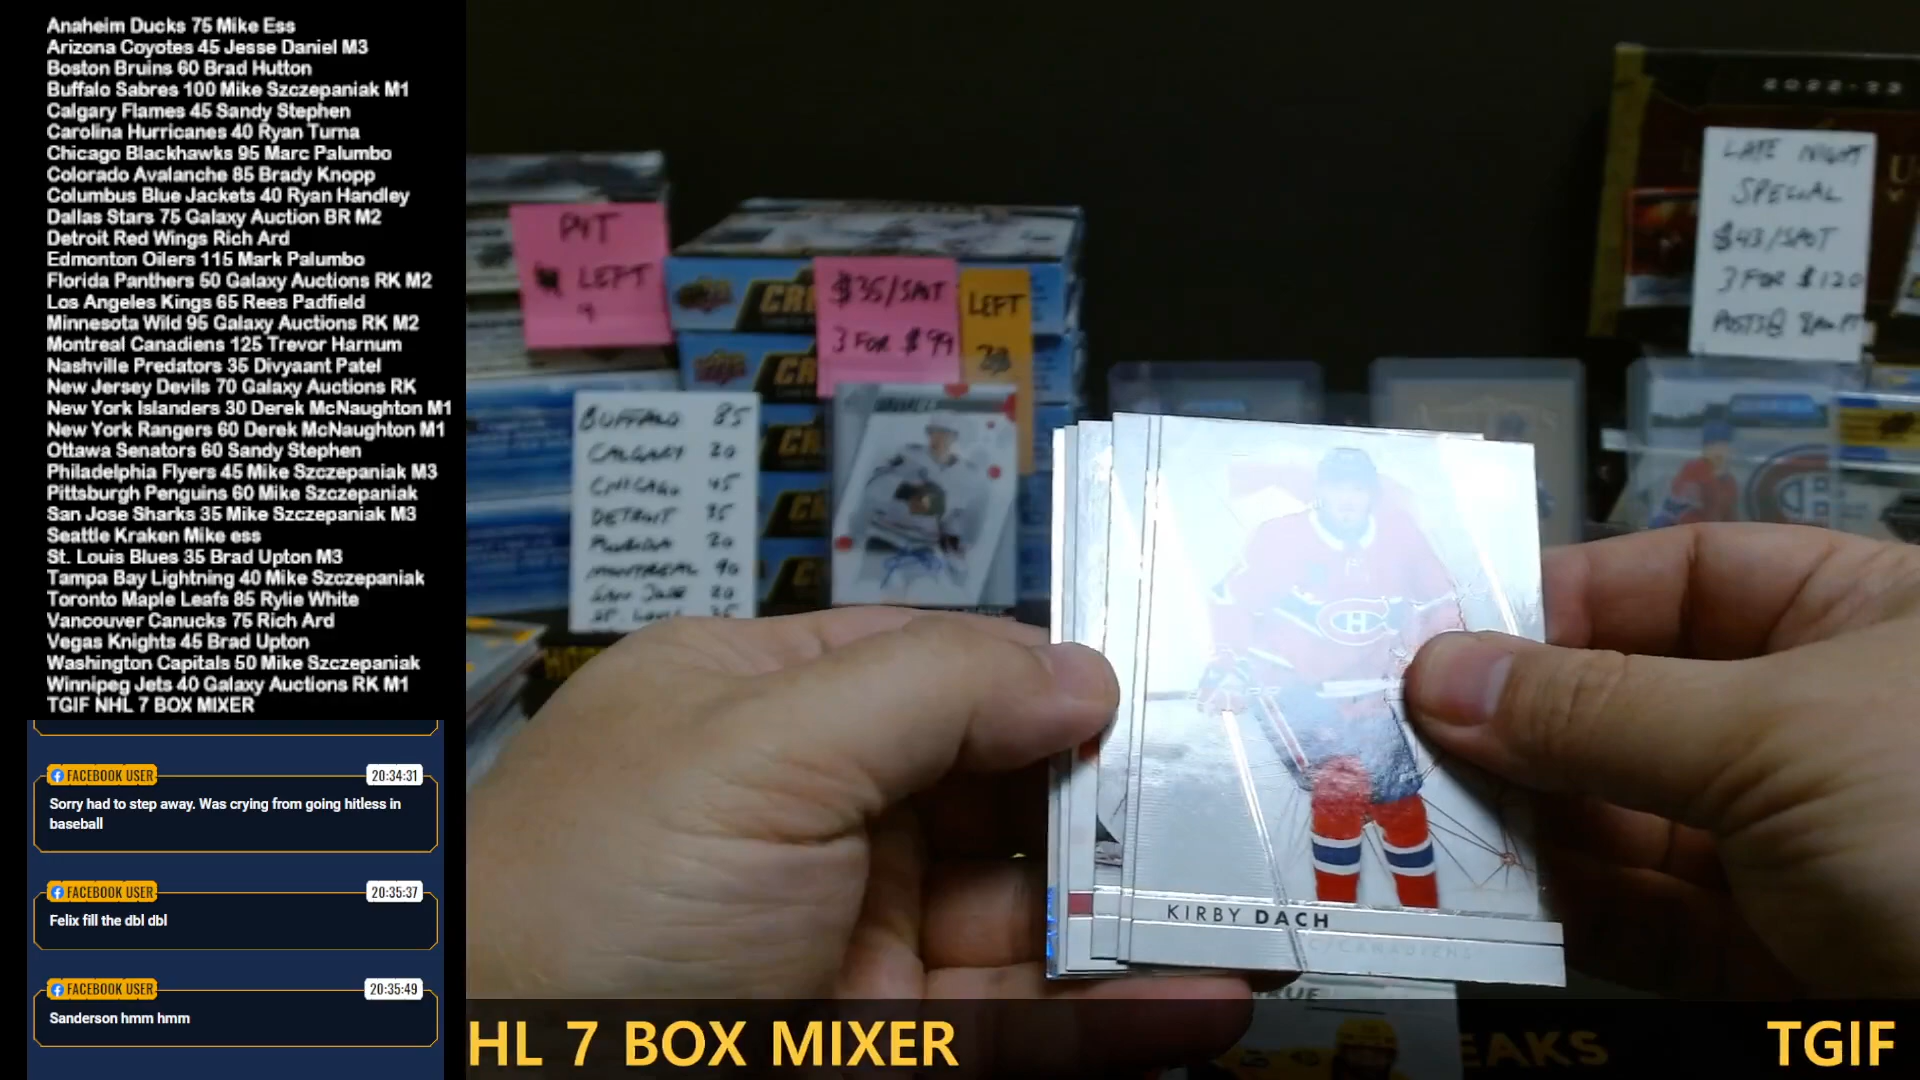 Anaheim Ducks 75 Mike Ess
Arizona Coyotes 45 Jesse Daniel M3
Boston Bruins 60 Brad Hutton
Buffalo Sabres 100 Mike Szczepaniak M1
Calgary Flames 45 Sandy Stephen
Carolina Hurricanes 40 Ryan Turna
Chicago Blackhawks 95 Marc Palumbo
Colorado Avalanche 85 Brady Knopp
Columbus Blue Jackets 40 Ryan Handley
Dallas Stars 75 Galaxy Auction BR M2
Detroit Red Wings Rich Ard
Edmonton Oilers 115 Mark Palumbo
Florida Panthers 50 Galaxy Auctions RK M2
Los Angeles Kings 65 Rees Padfield
Minnesota Wild 95 Galaxy Auctions RK M2
Montreal Canadiens 125 Trevor Harnum
Nashville Predators 35 Divyaant Patel
New Jersey Devils 70 Galaxy Auctions RK
New York Islanders 30 Derek McNaughton M1
New York Rangers 60 Derek McNaughton M1
Ottawa Senators 60 Sandy Stephen
Philadelphia Flyers 45 Mike Szczepaniak M3
Pittsburgh Penguins 60 Mike Szczepaniak
San Jose Sharks 35 Mike Szczepaniak M3
Seattle Kraken Mike ess
St. Louis Blues 35 Brad Upton M3
Tampa Bay Lightning 40 Mike Szczepaniak
Toronto Maple Leafs 85 Rylie White
Vancouver Canucks 75 Rich Ard
Vegas Knights 45 Brad Upton
Washington Capitals 50 Mike Szczepaniak
Winnipeg Jets 40 Galaxy Auctions RK M1
TGIF NHL 7 BOX MIXER
FACEBOOK USER 20:34:31
Sorry had to step away. Was crying from going hitless in
baseball
FACEBOOK USER 20:35:37
Felix fill the dbl dbl
FACEBOOK USER 20:35:49
Sanderson hmm hmm
PYT
LEFT
$35/SPOT
3 FOR $99
LEFT
BUFFALO 85
CALGARY 20
CHICAGO 45
DETROIT 35
FLORIDA 20
MONTREAL 90
SAN JOSE 20
ST. LOUIS
2022-23
LATE NIGHT
SPECIAL
$43/SPOT
3 FOR $120
POSTS@ 8PM PT
KIRBY DACH
C/CANADIENS
HL 7 BOX MIXER
EAKS
TGIF